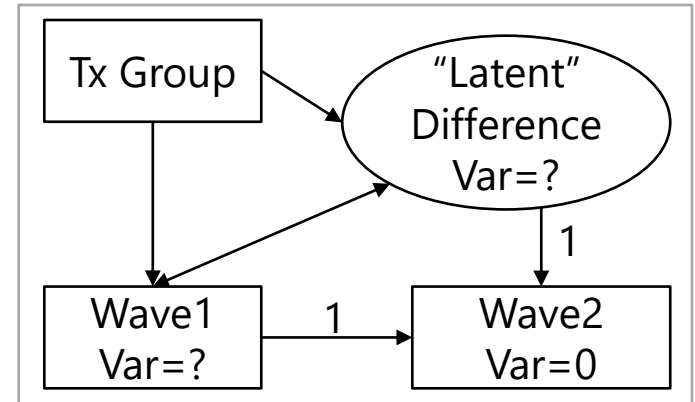 Tx Group
“Latent”
Difference
Var=?
1
Wave1
Var=?
1
Wave2
Var=0